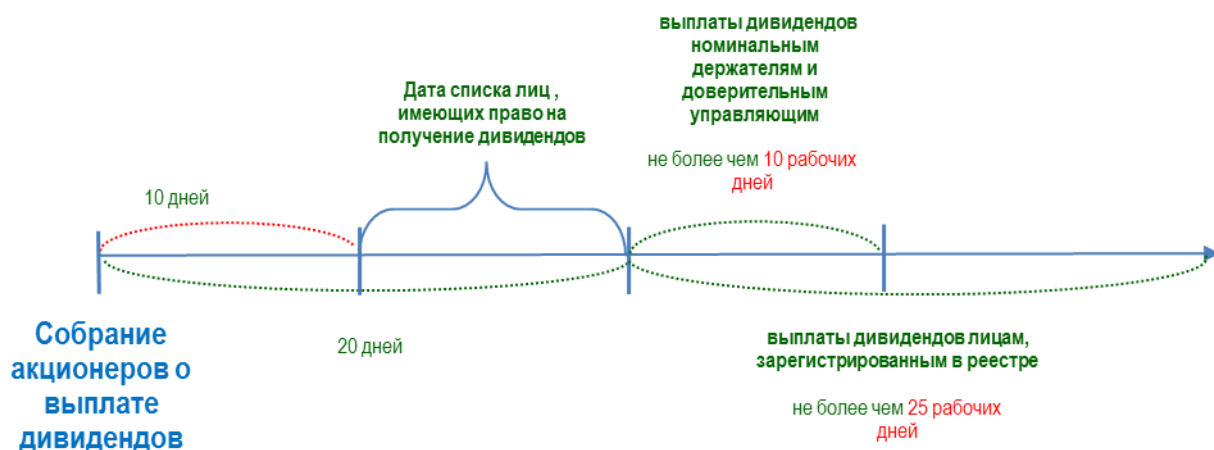 выплаты дивидендов
номинальным
держателям и
доверительным
управляющим
не более чем 10 рабочих
дней
Дата списка лиц ,
имеющих право на
получение дивидендов
10 дней
20 дней
Собрание
акционеров о
выплате
дивидендов
выплаты дивидендов лицам,
зарегистрированным в реестре
не более чем 25 рабочих
дней